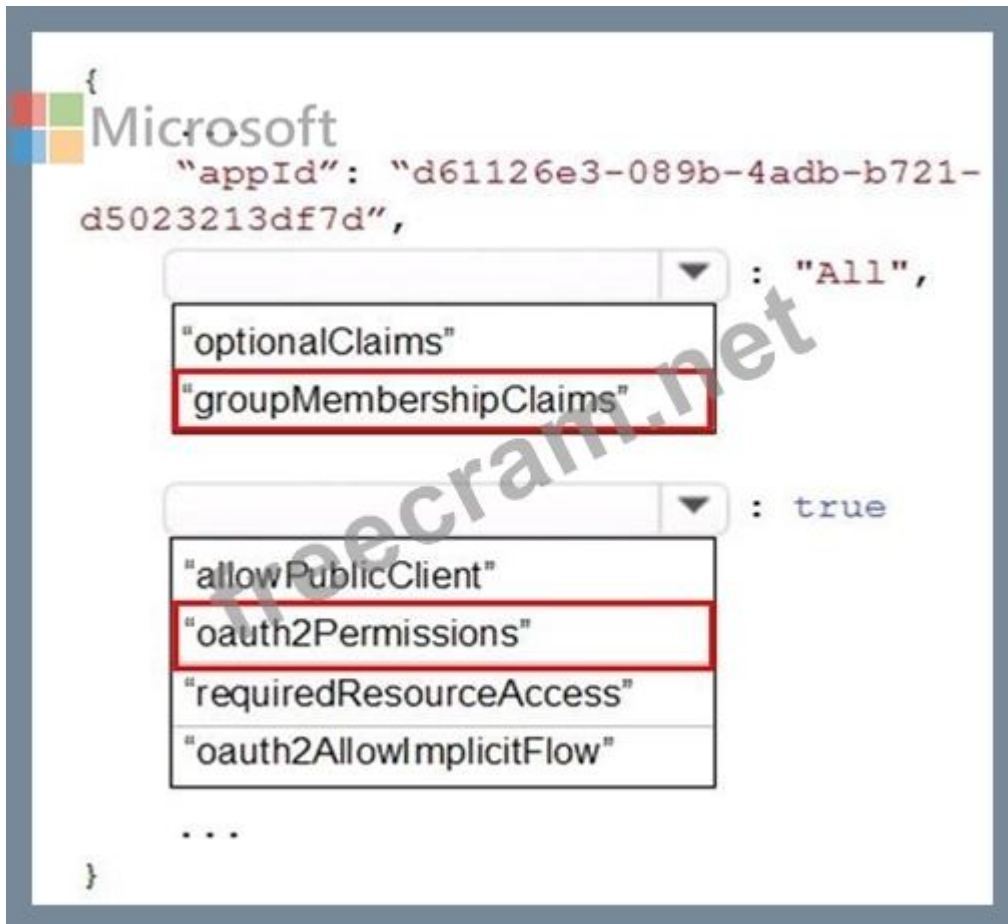 {
Microsoft
...
"appId": "d61126e3-089b-4adb-b721-
d5023213df7d",
: "All",
"optionalClaims"
"groupMembershipClaims"
: true
"allowPublicClient"
"oauth2Permissions"
"requiredResourceAccess"
"oauth2AllowImplicitFlow"
...
}
freecram.net